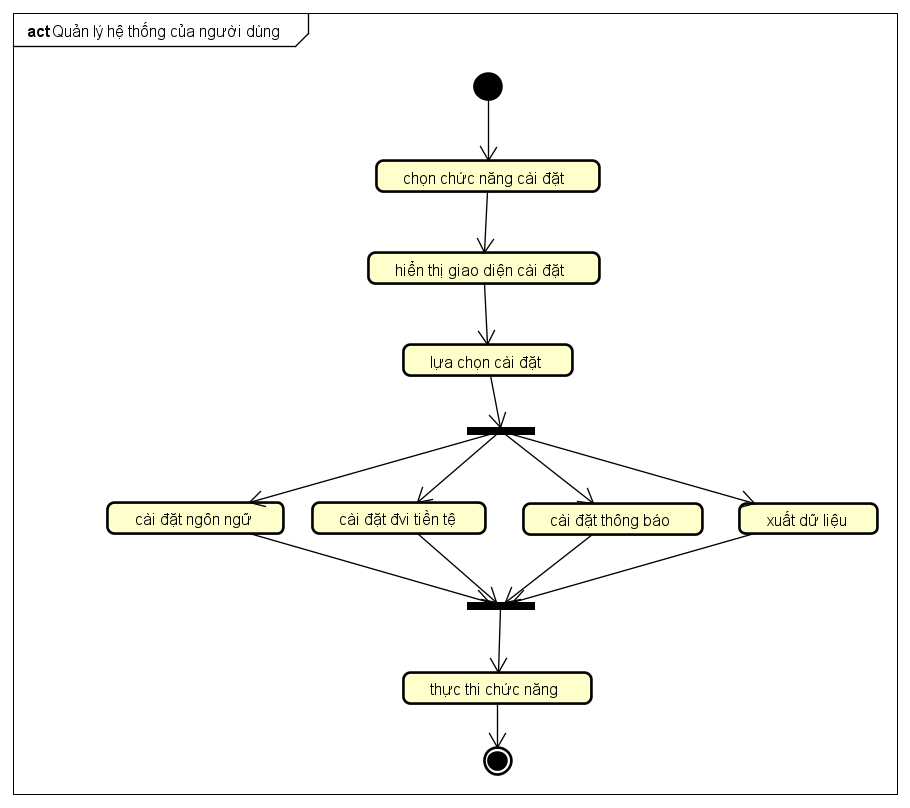 act Quản lý hệ thống của người dùng
chọn chức năng cài đặt
hiển thị giao diện cài đặt
lựa chọn cài đặt
cài đặt ngôn ngữ
cài đặt đvi tiền tệ
cài đặt thông báo
xuất dữ liệu
thực thi chức năng